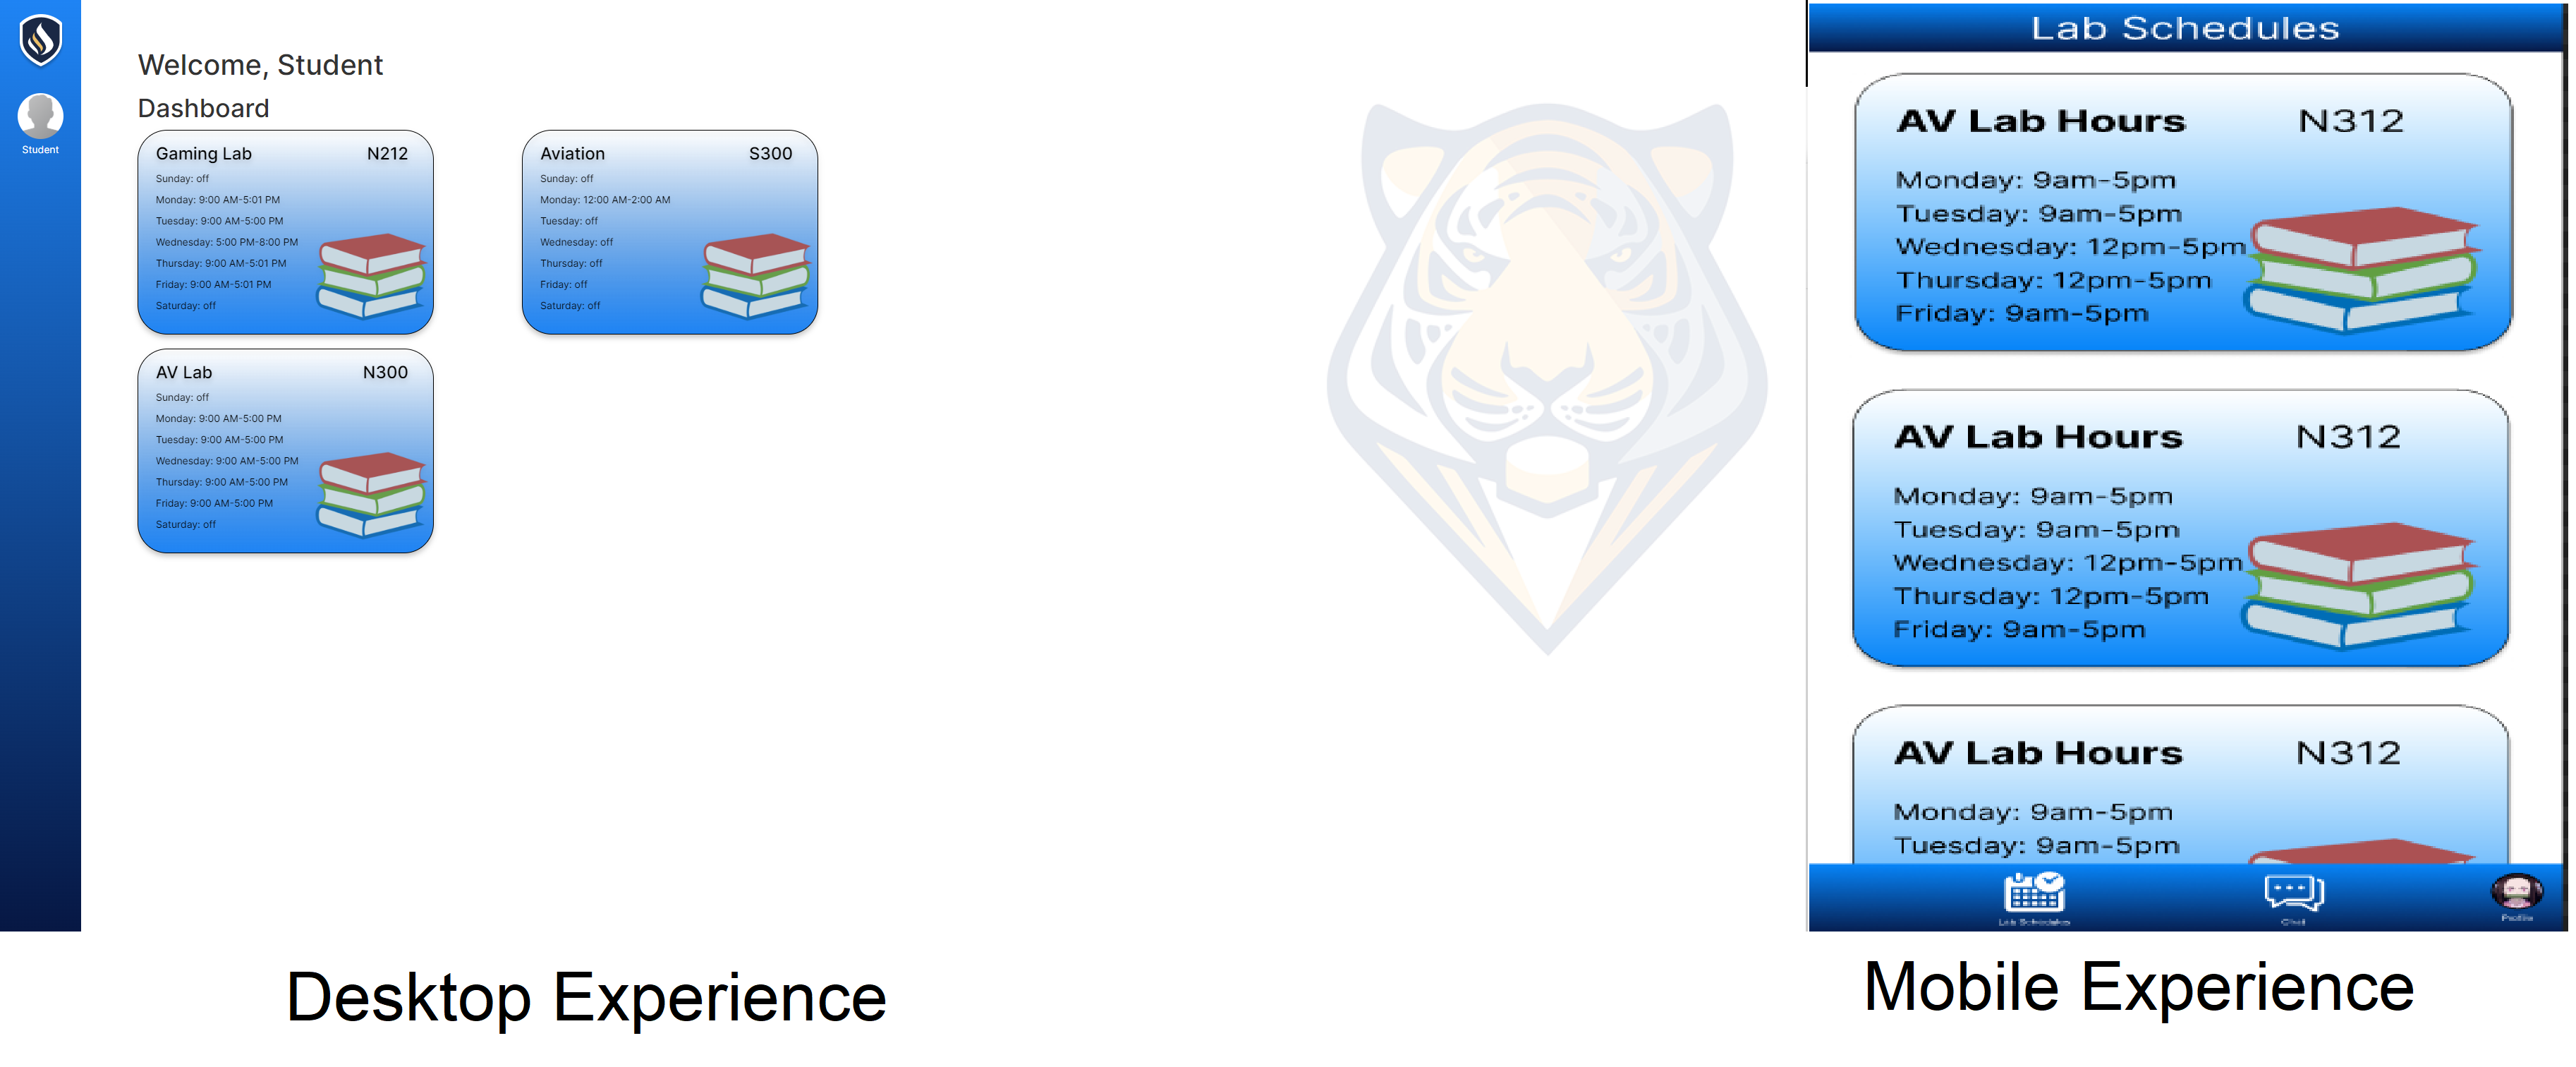 Student
Welcome, Student
Dashboard
Gaming Lab N212
Sunday: off
Monday: 9:00 AM-5:01 PM
Tuesday: 9:00 AM-5:00 PM
Wednesday: 5:00 PM-8:00 PM
Thursday: 9:00 AM-5:01 PM
Friday: 9:00 AM-5:01 PM
Saturday: off
Aviation S300
Sunday: off
Monday: 12:00 AM-2:00 AM
Tuesday: off
Wednesday: off
Thursday: off
Friday: off
Saturday: off
AV Lab N300
Sunday: off
Monday: 9:00 AM-5:00 PM
Tuesday: 9:00 AM-5:00 PM
Wednesday: 9:00 AM-5:00 PM
Thursday: 9:00 AM-5:00 PM
Friday: 9:00 AM-5:00 PM
Saturday: off
Desktop Experience
Lab Schedules
AV Lab Hours N312
Monday: 9am-5pm
Tuesday: 9am-5pm
Wednesday: 12pm-5pm
Thursday: 12pm-5pm
Friday: 9am-5pm
AV Lab Hours N312
Monday: 9am-5pm
Tuesday: 9am-5pm
Wednesday: 12pm-5pm
Thursday: 12pm-5pm
Friday: 9am-5pm
AV Lab Hours N312
Monday: 9am-5pm
Tuesday: 9am-5pm
Lab Schedules
Chat
Profile
Mobile Experience